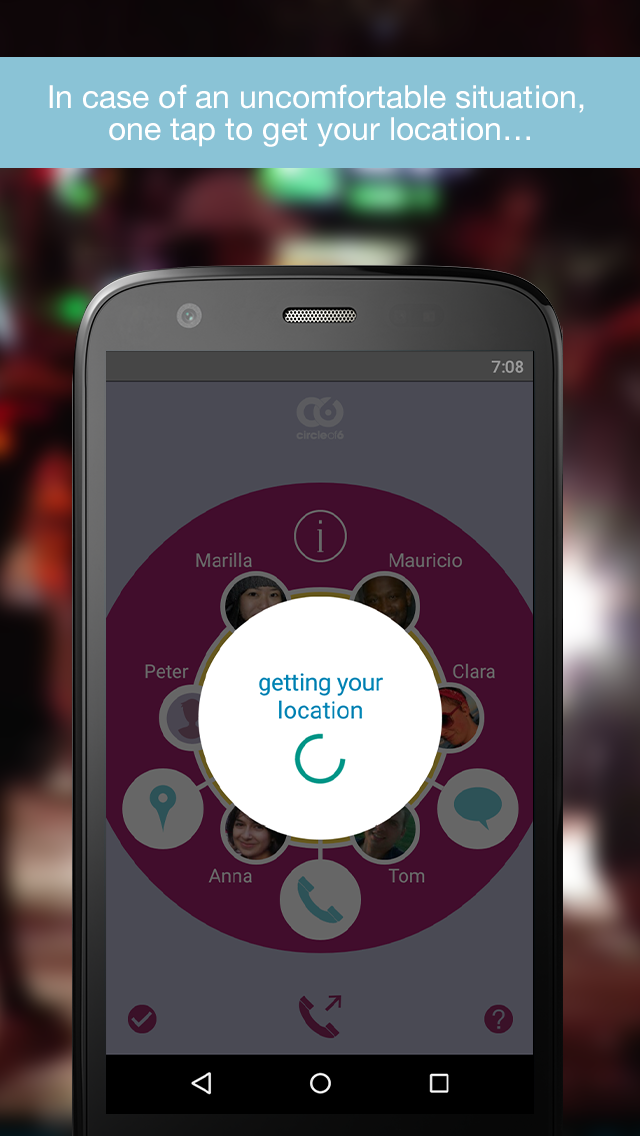 In case of an uncomfortable situation,
one tap to get your location...
7:08
circleof6
i
Marilla
Mauricio
Peter
Clara
getting your
location
Anna
Tom
?